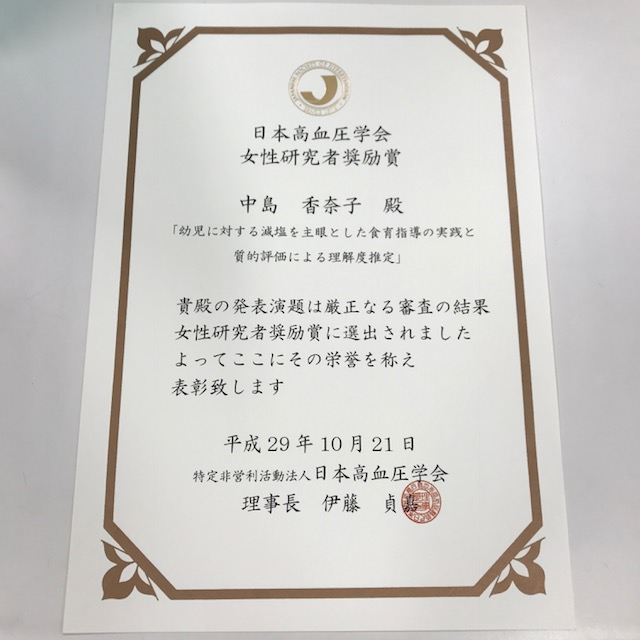 日本高血圧学会
女性研究者奨励賞
中島　香奈子　殿
「幼児に対する減塩を主眼とした食育指導の実践と
質的評価による理解度推定」
貴殿の発表演題は厳正なる審査の結果
女性研究者奨励賞に選出されました
よってここにその栄誉を称え
表彰致します
平成29年10月21日
特定非営利活動法人日本高血圧学会
理事長　伊藤　貞嘉